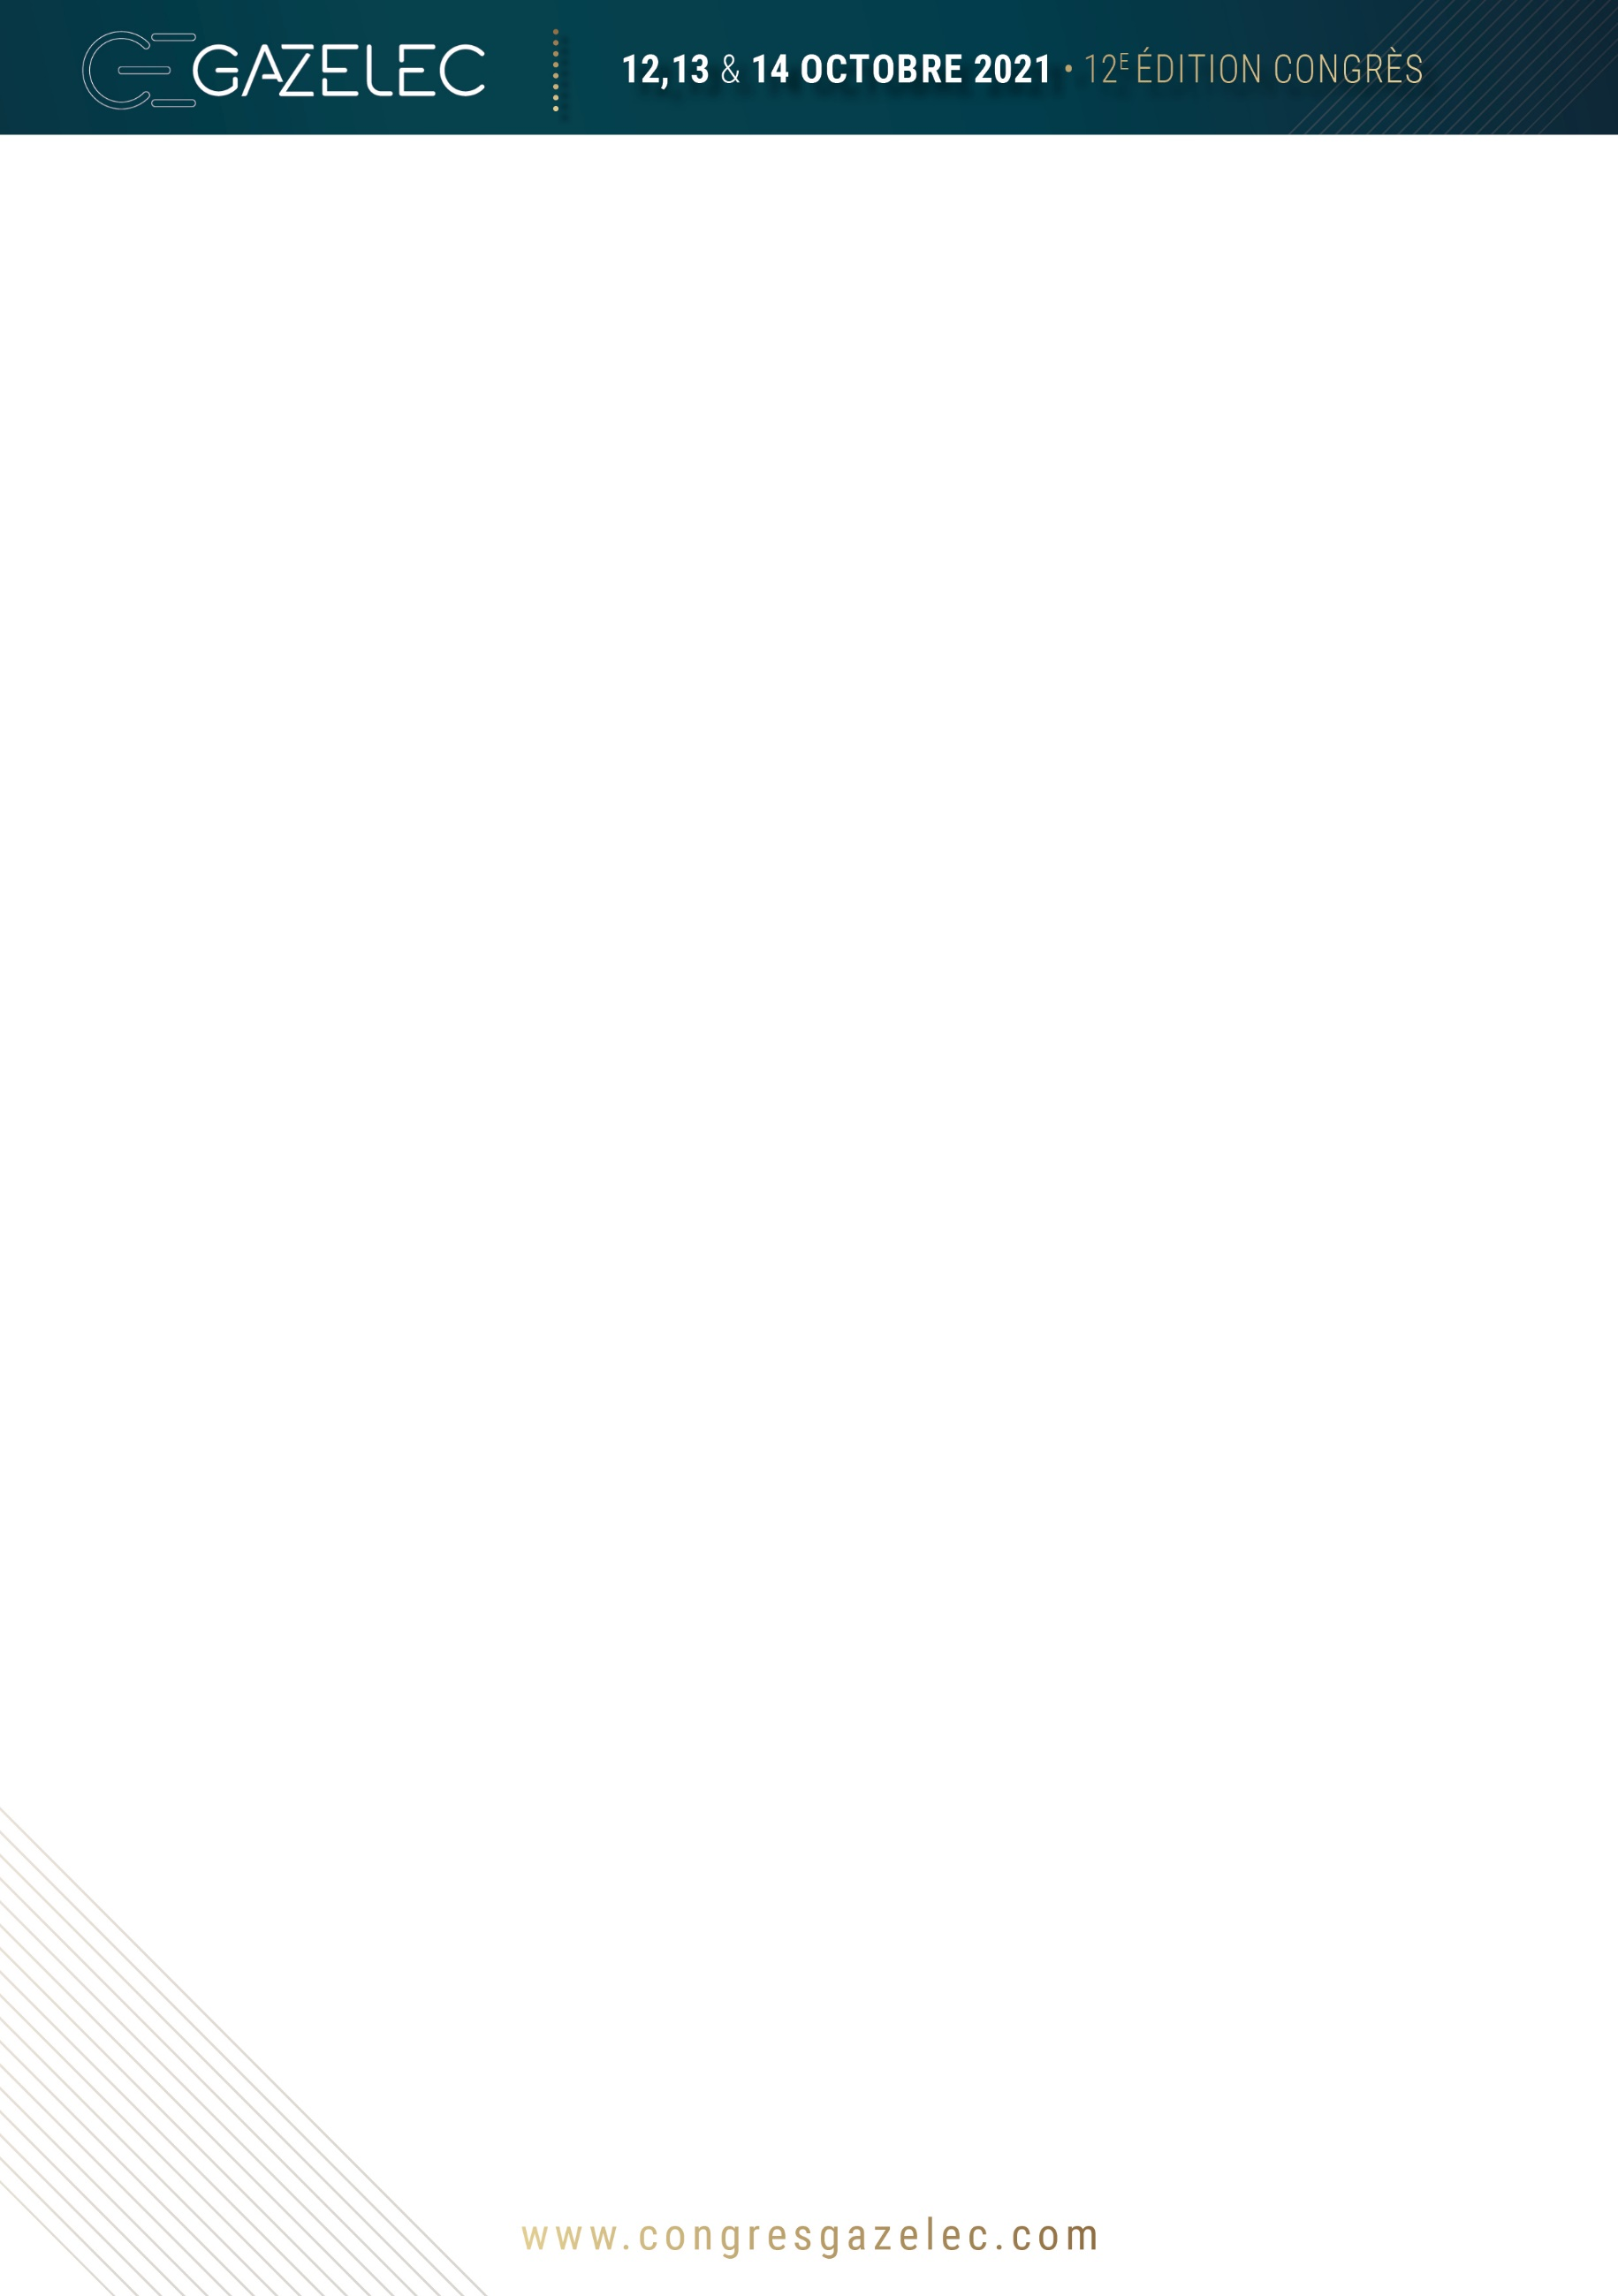 GAZELEC
12,13 & 14 OCTOBRE 2021 • 12E ÉDITION CONGRÈS
www.congresgazelec.com